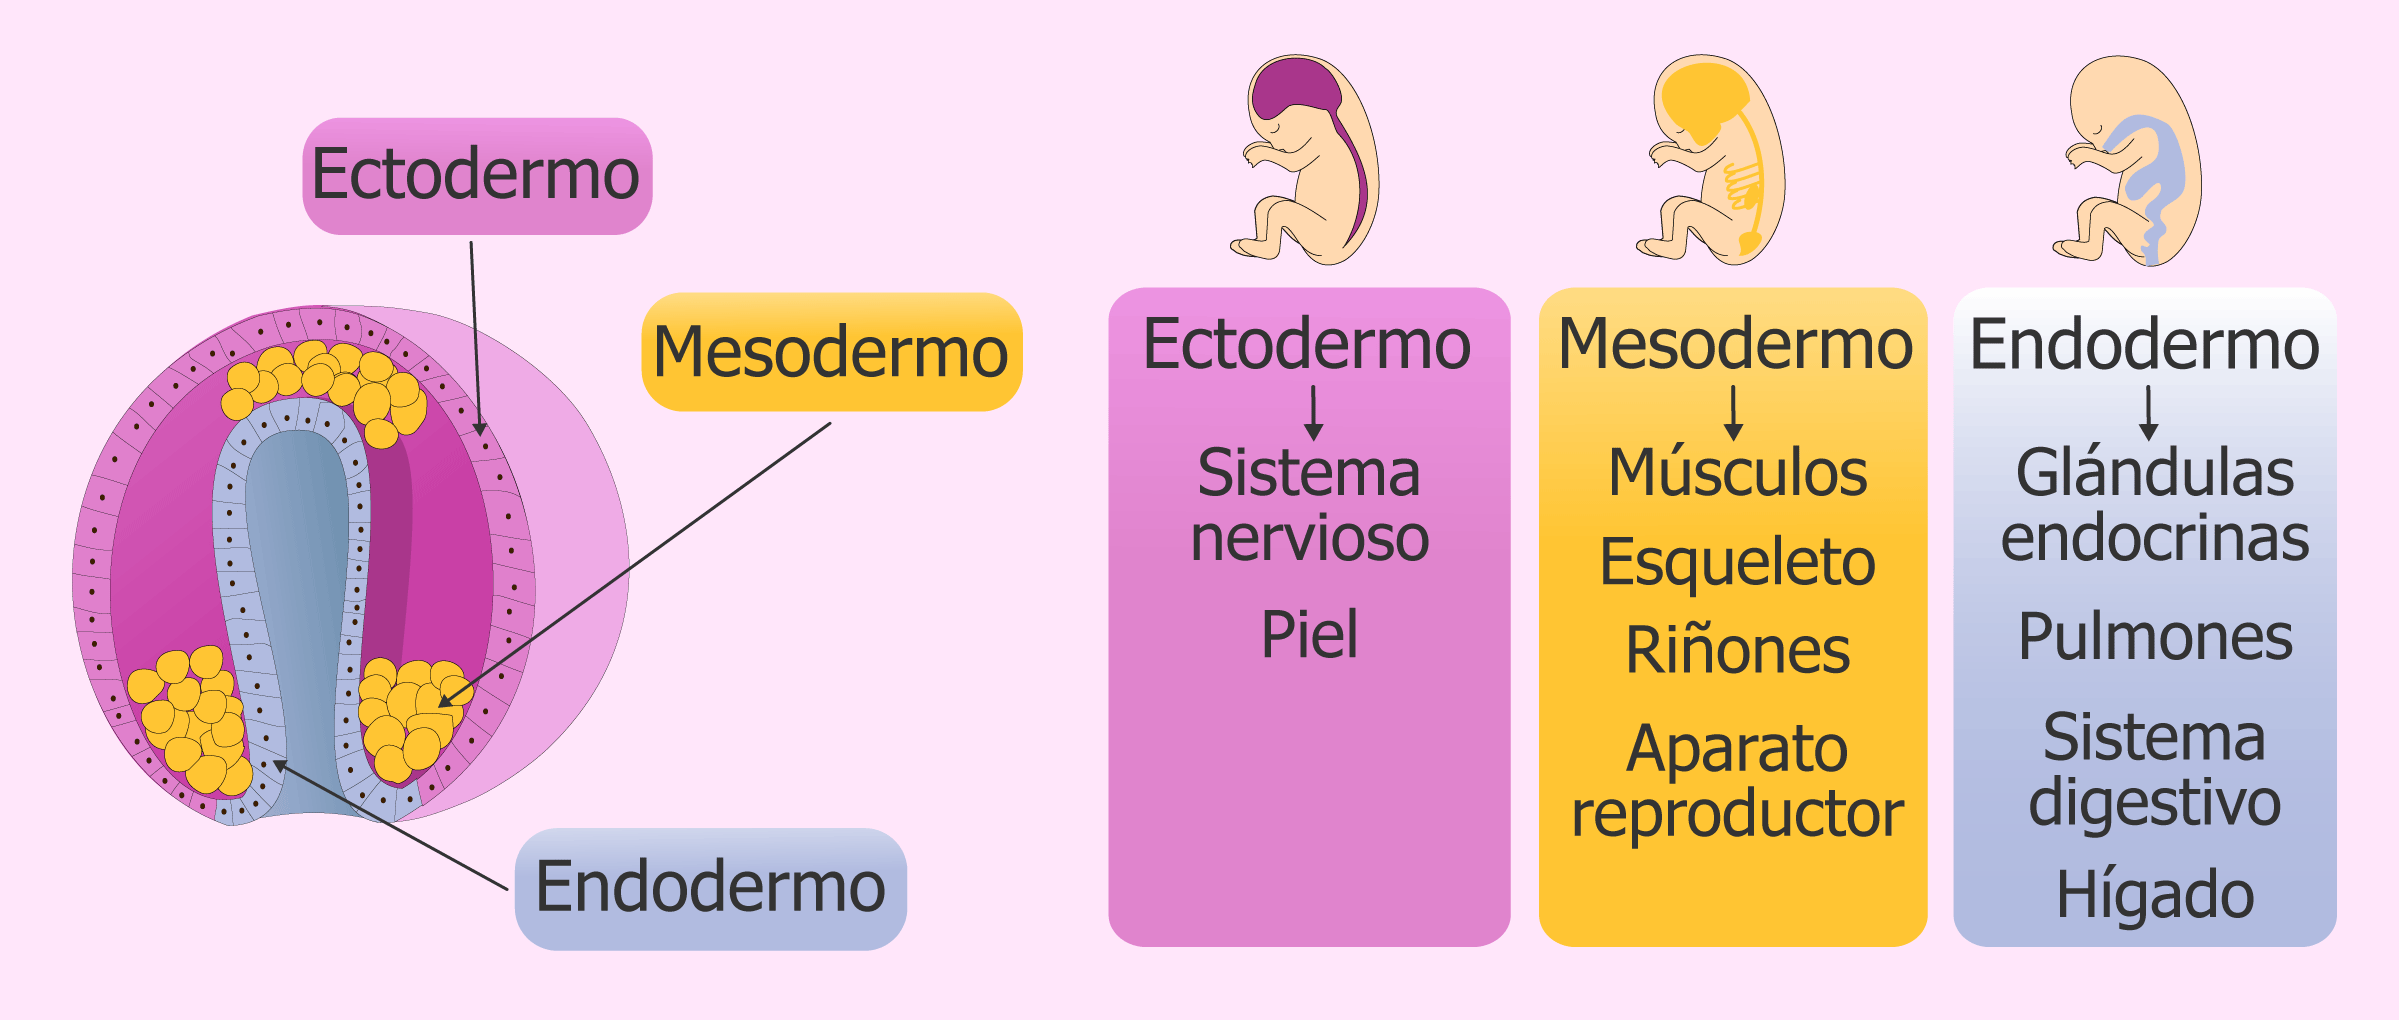 Ectodermo
Mesodermo
Endodermo
Ectodermo
Sistema
nervioso
Piel
Mesodermo
Músculos
Esqueleto
Riñones
Aparato
reproductor
Endodermo
Glándulas
endocrinas
Pulmones
Sistema
digestivo
Hígado